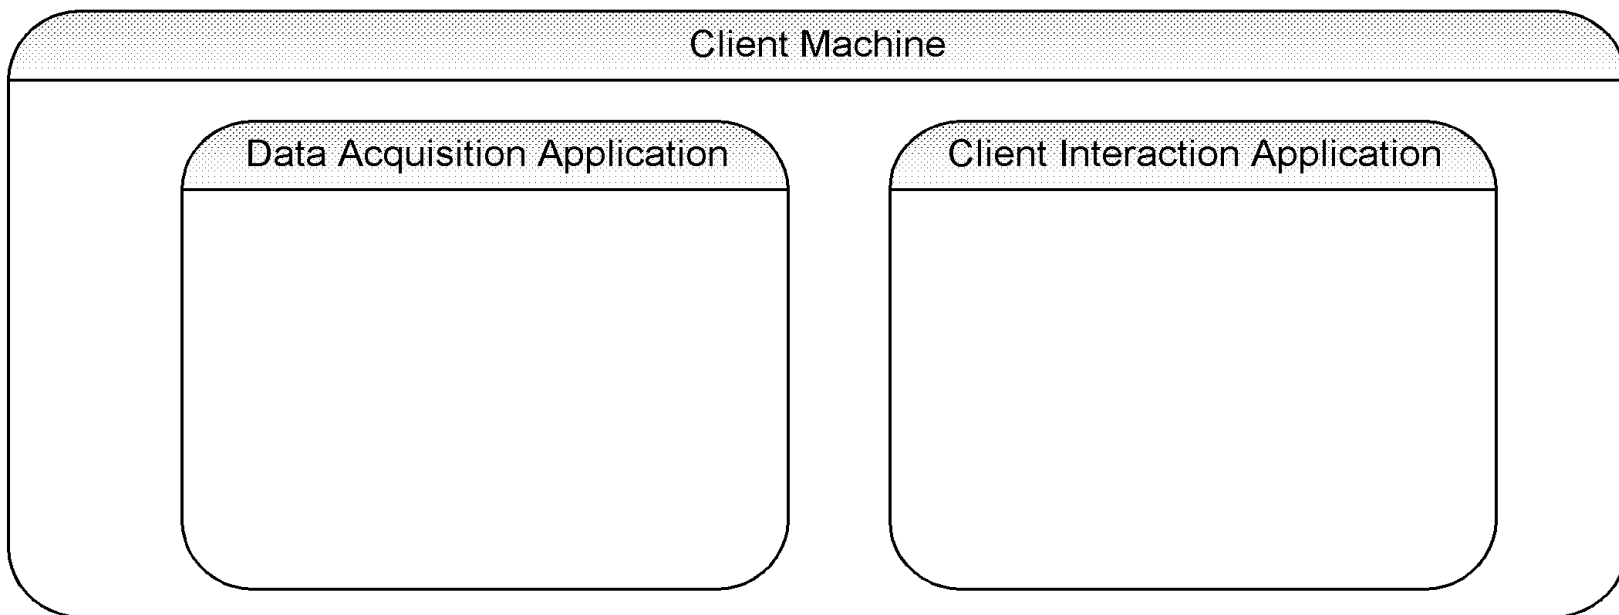 Client Machine
Data Acquisition Application
Client Interaction Application